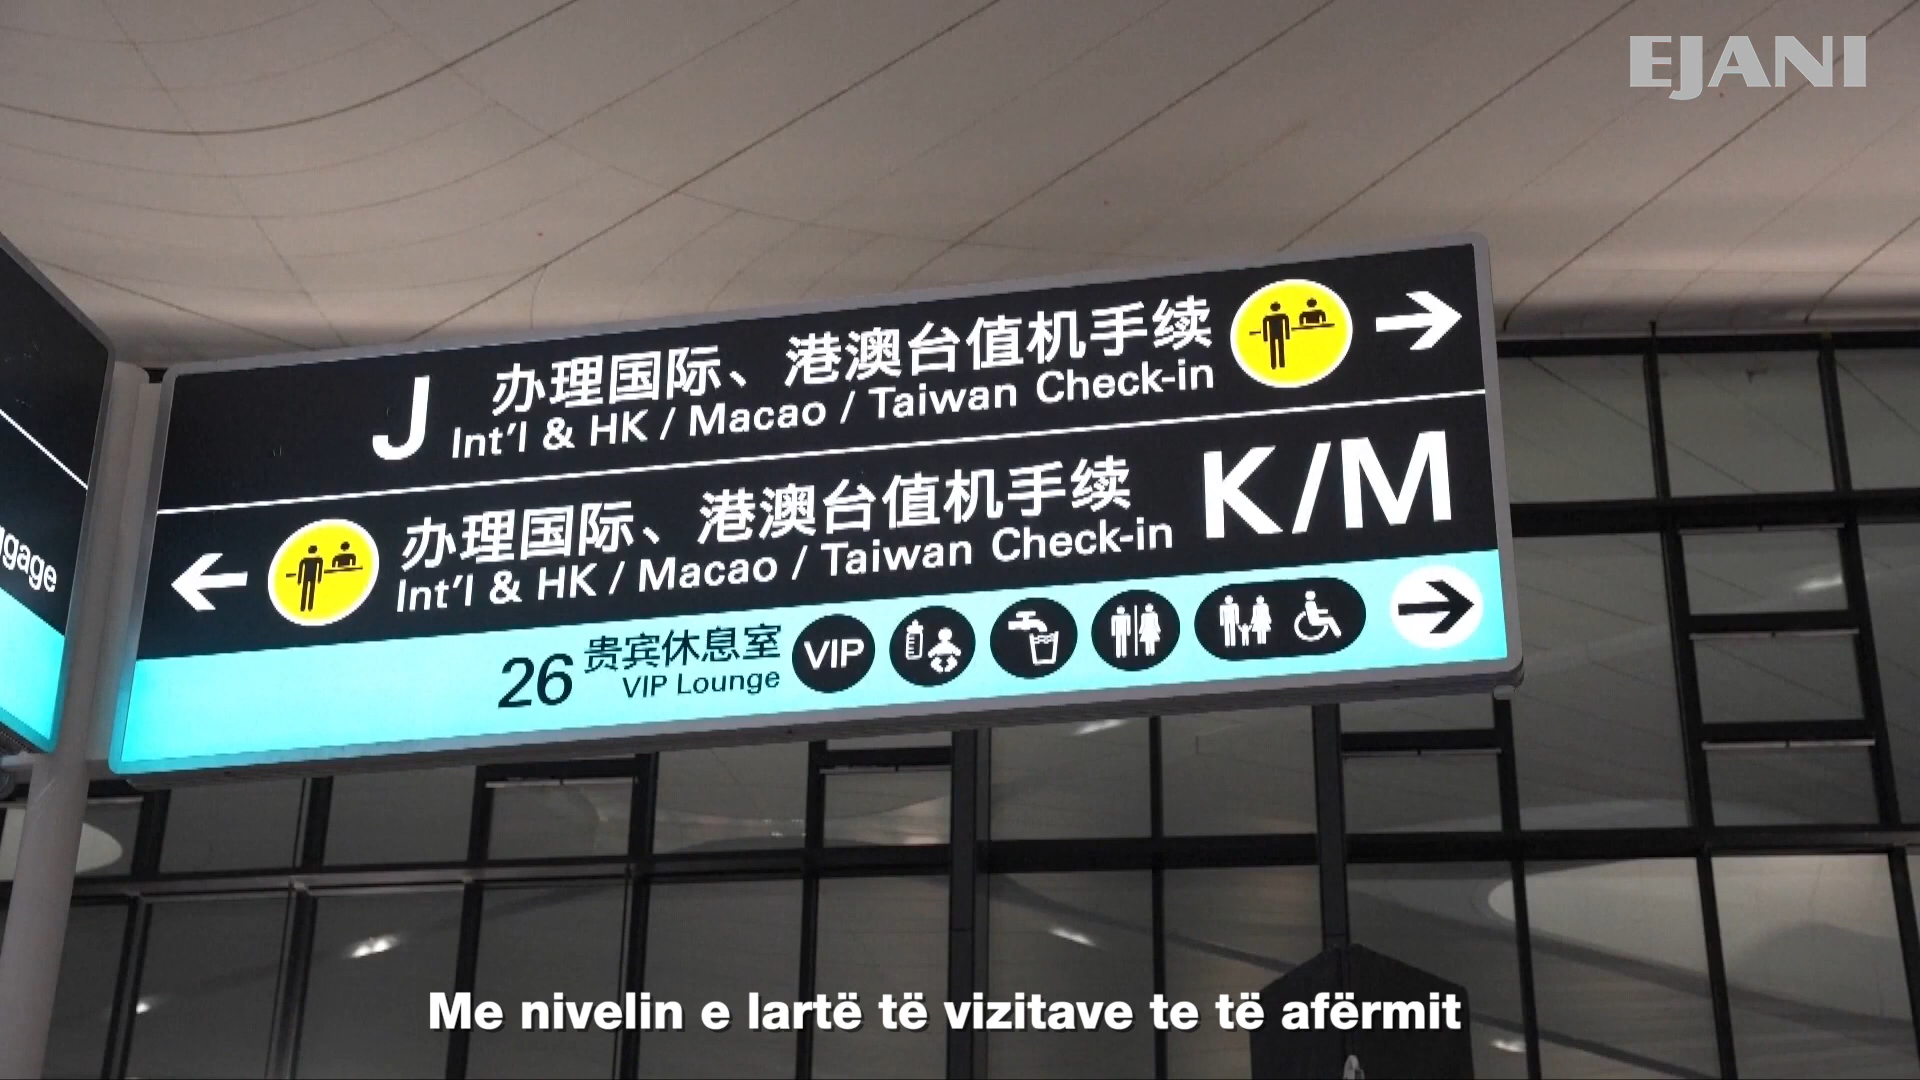 EJANI
J 办理国际、港澳台值机手续
Int'l & HK / Macao / Taiwan Check-in
办理国际、港澳台值机手续 K/M
Int'l & HK / Macao / Taiwan Check-in
26 贵宾休息室 VIP
VIP Lounge
Me nivelin e lartë të vizitave te të afërmit